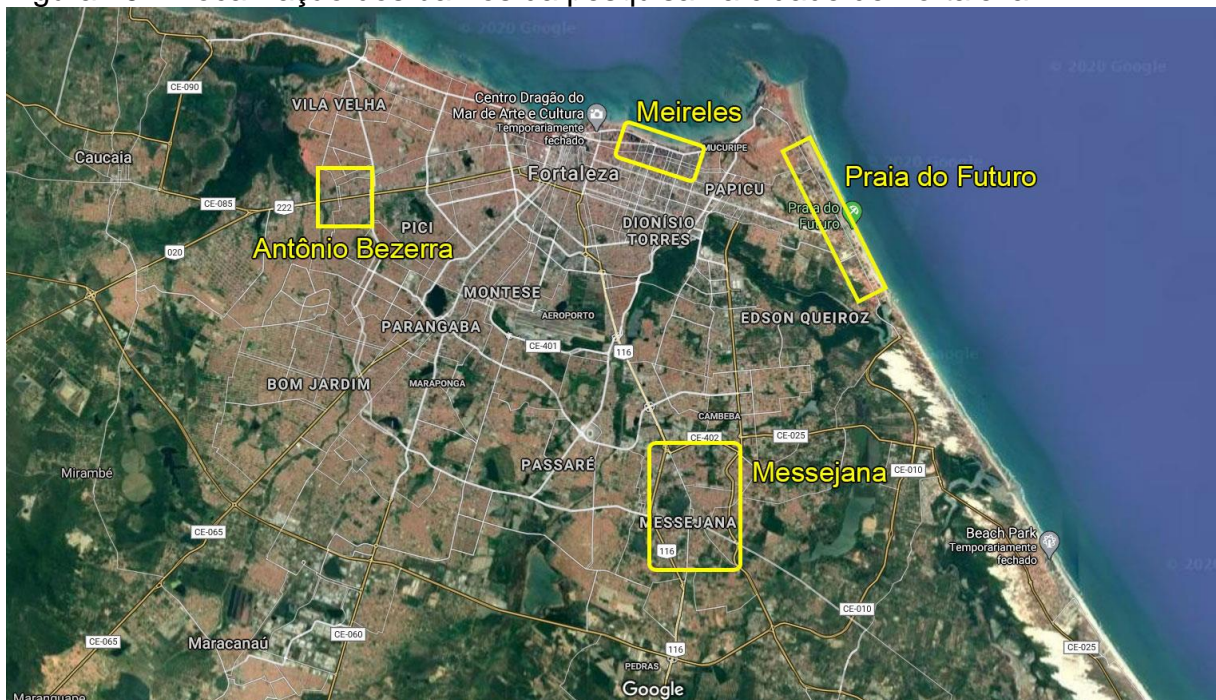 © 2020 Google
CE-090
VILA VELHA
Centro Dragão do
Mar de Arte e Cultura
Temporariamente
fechado
Meireles
MUCURIPE
© 2020 Google
Caucaia
Fortaleza
PAPICU
Praia do Futuro
CE-085
222
PICI
DIONÍSIO
TORRES
Praia do
Futuro
Antônio Bezerra
020
MONTESE
AEROPORTO
EDSON QUEIROZ
PARANGABA
CE-401
116
BOM JARDIM
MARAPONGA
CAMBEBA
CE-402
CE-025
PASSARÉ
Messejana
CE-010
Mirambé
MESSEJANA
CE-065
116
Beach Park
Temporariamente
fechado
CE-010
CE-060
CE-065
Maracanaú
116
CE-025
PEDRAS
Google
Maranguape